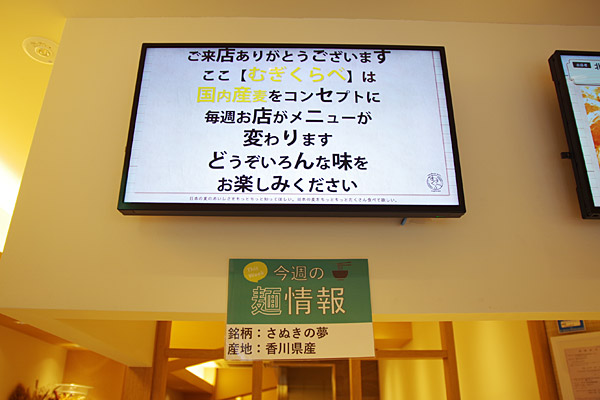 ご来店ありがとうございます
ここ【むぎくらべ】は
国内産麦をコンセプトに
毎週お店がメニューが
変わります
どうぞいろんな味を
お楽しみください
今週の
麺情報
銘柄：さぬきの夢
産地：香川県産
北